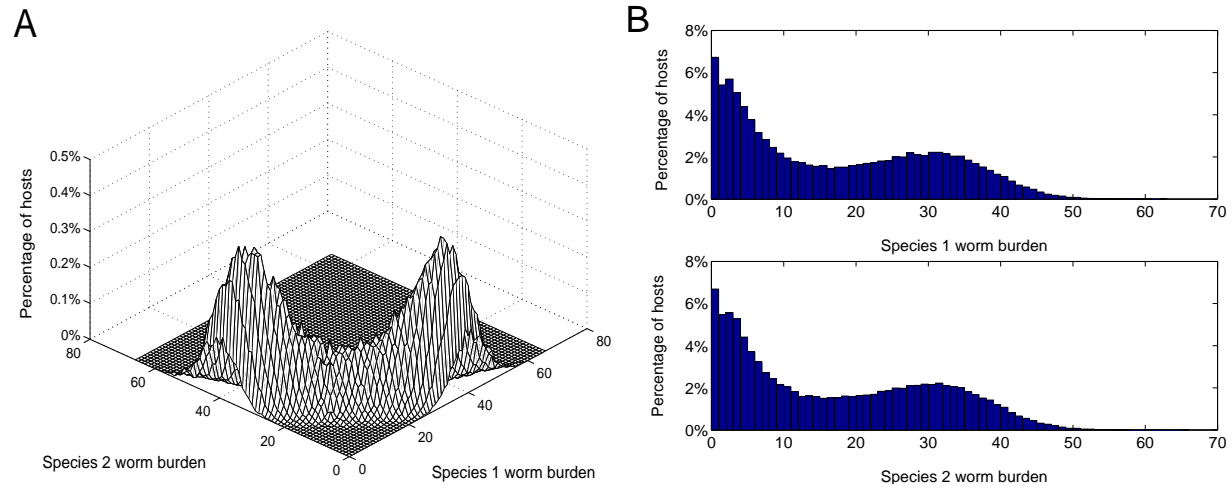 A
Percentage of hosts
0.5%
0.4%
0.3%
0.2%
0.1%
0%
80
60
40
20
0
0
20
40
60
80
Species 2 worm burden
Species 1 worm burden
B
Percentage of hosts
8%
6%
4%
2%
0%
0 10 20 30 40 50 60 70
Species 1 worm burden
Percentage of hosts
8%
6%
4%
2%
0%
0 10 20 30 40 50 60 70
Species 2 worm burden